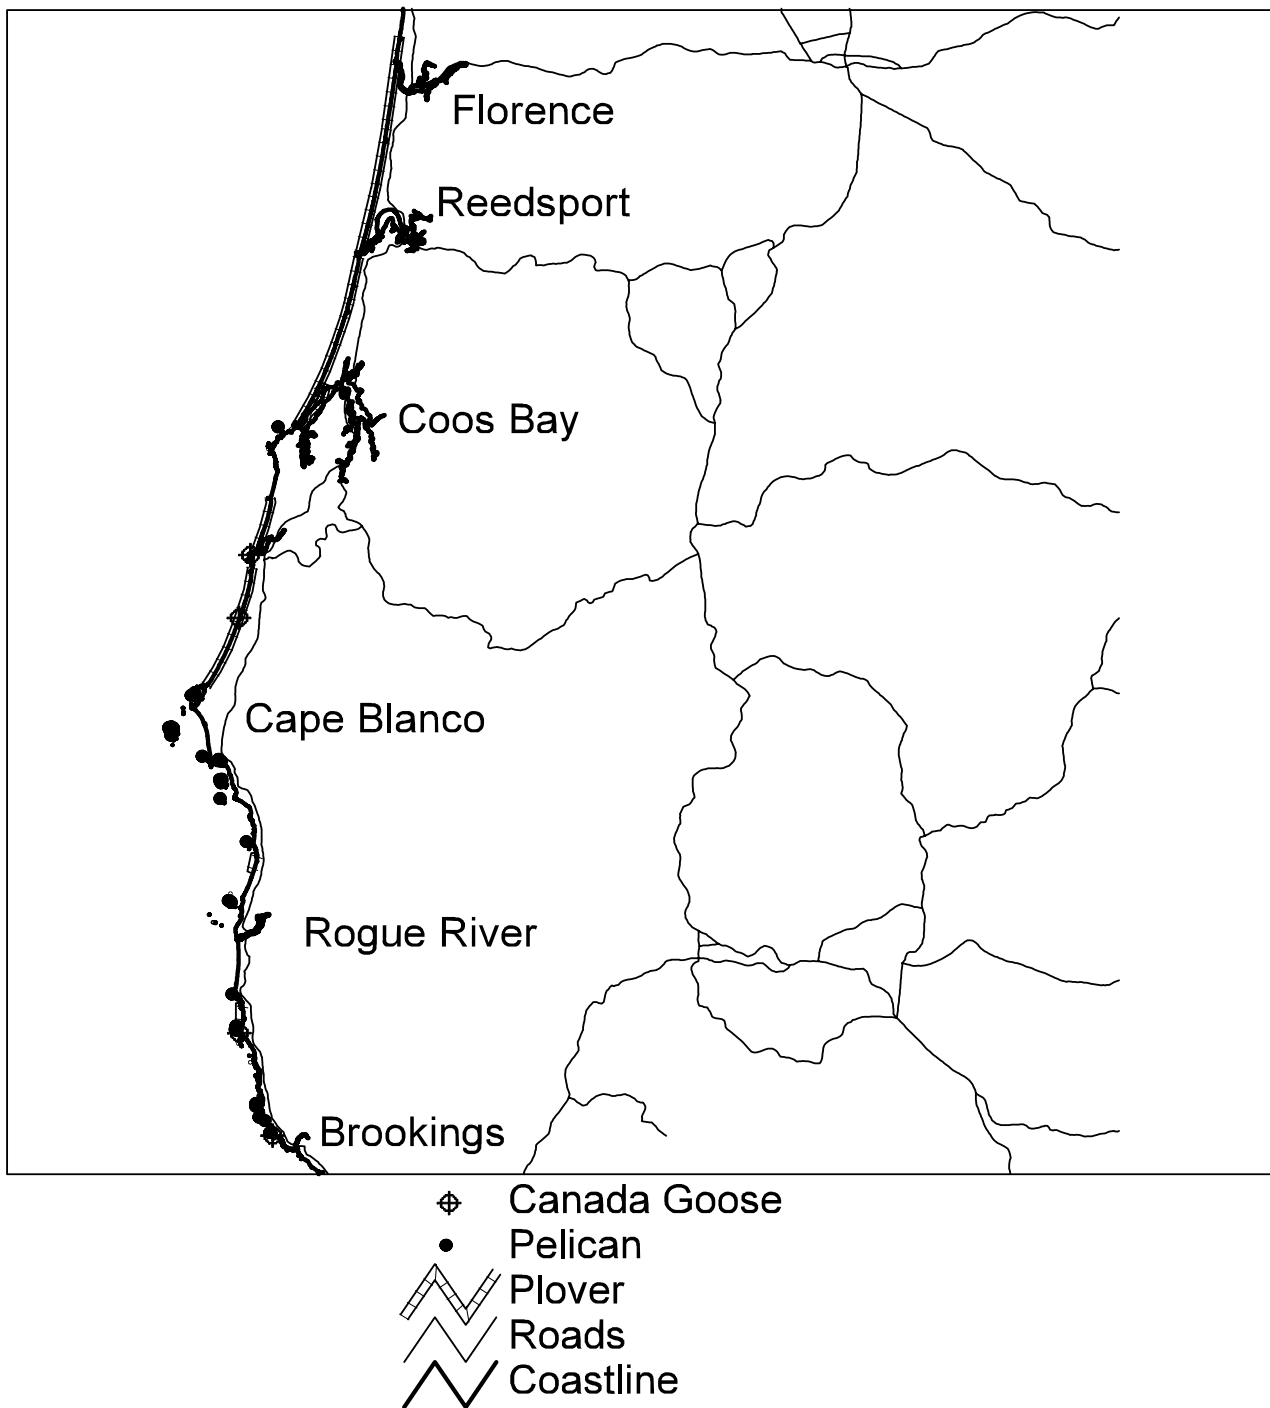 Florence
Reedsport
Coos Bay
Cape Blanco
Rogue River
Brookings
Canada Goose
Pelican
Plover
Roads
Coastline